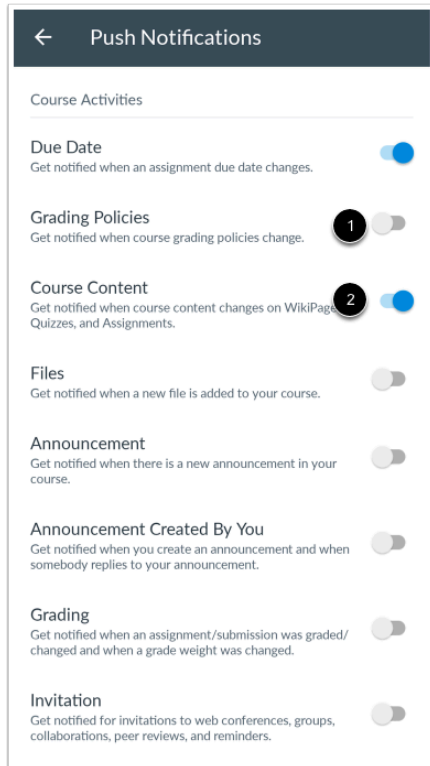 Push Notifications
Course Activities
Due Date
Get notified when an assignment due date changes.
Grading Policies
Get notified when course grading policies change.
1
Course Content
Get notified when course content changes on WikiPage
2
Quizzes, and Assignments.
Files
Get notified when a new file is added to your course.
Announcement
Get notified when there is a new announcement in your
course.
Announcement Created By You
Get notified when you create an announcement and when
somebody replies to your announcement.
Grading
Get notified when an assignment/submission was graded/
changed and when a grade weight was changed.
Invitation
Get notified for invitations to web conferences, groups,
collaborations, peer reviews, and reminders.